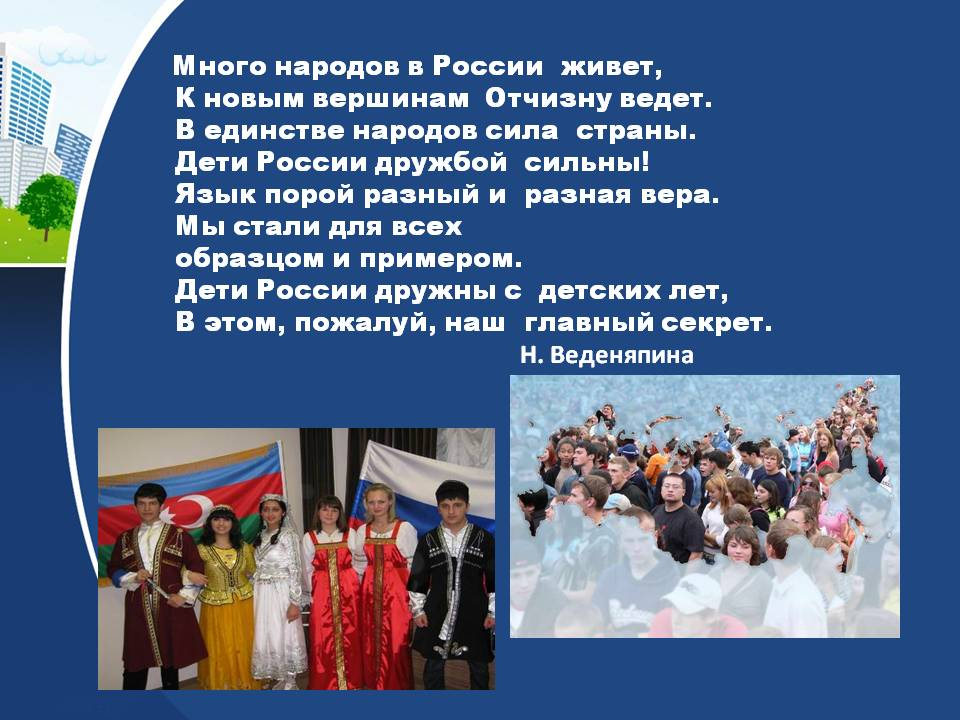 Много народов в России живет,
К новым вершинам Отчизну ведет.
В единстве народов сила страны.
Дети России дружбой сильны!
Язык порой разный и разная вера.
Мы стали для всех
образцом и примером.
Дети России дружны с детских лет,
В этом, пожалуй, наш главный секрет.
Н. Веденяпина